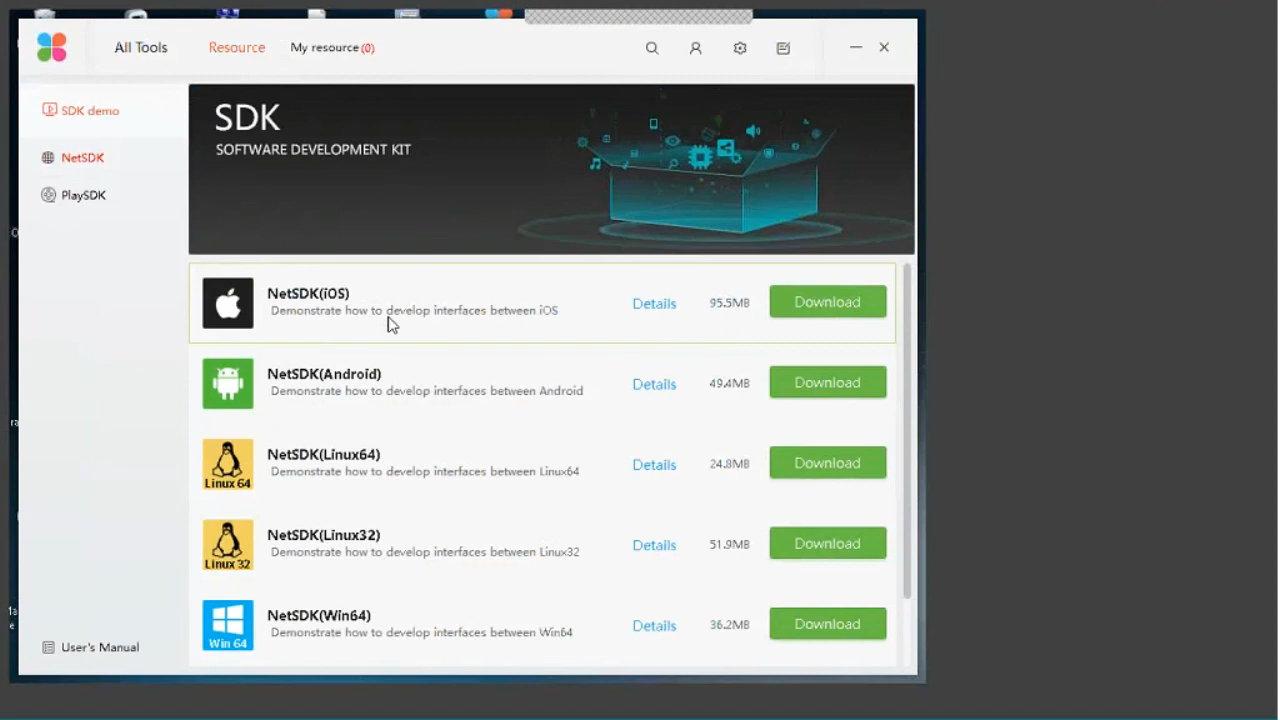 All Tools
Resource
My resource(0)
SDK demo
NetSDK
PlaySDK
User's Manual
SDK
SOFTWARE DEVELOPMENT KIT
NetSDK(iOS)
Demonstrate how to develop interfaces between iOS
Details
95.5MB
Download
NetSDK(Android)
Demonstrate how to develop interfaces between Android
Details
49.4MB
Download
Linux 64
NetSDK(Linux64)
Demonstrate how to develop interfaces between Linux64
Details
24.8MB
Download
Linux 32
NetSDK(Linux32)
Demonstrate how to develop interfaces between Linux32
Details
51.9MB
Download
Win 64
NetSDK(Win64)
Demonstrate how to develop interfaces between Win64
Details
36.2MB
Download